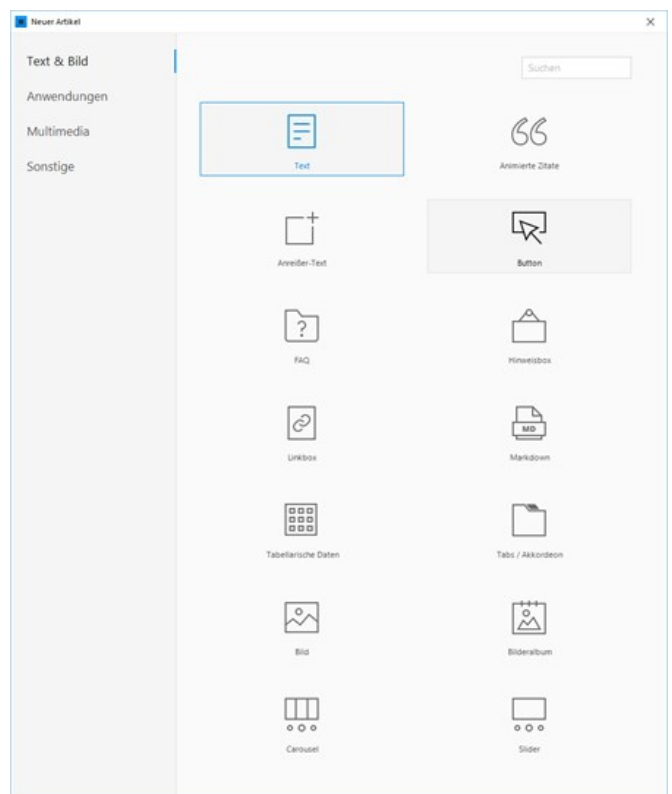 Neuer Artikel
Text & Bild
Anwendungen
Multimedia
Sonstige
Suchen
Text
Animierte Zitate
Anreißer-Text
Button
?
FAQ
Hinweisbox
Linkbox
MD
Markdown
Tabellarische Daten
Tabs / Akkordeon
Bild
Bilderalbum
Carousel
Slider